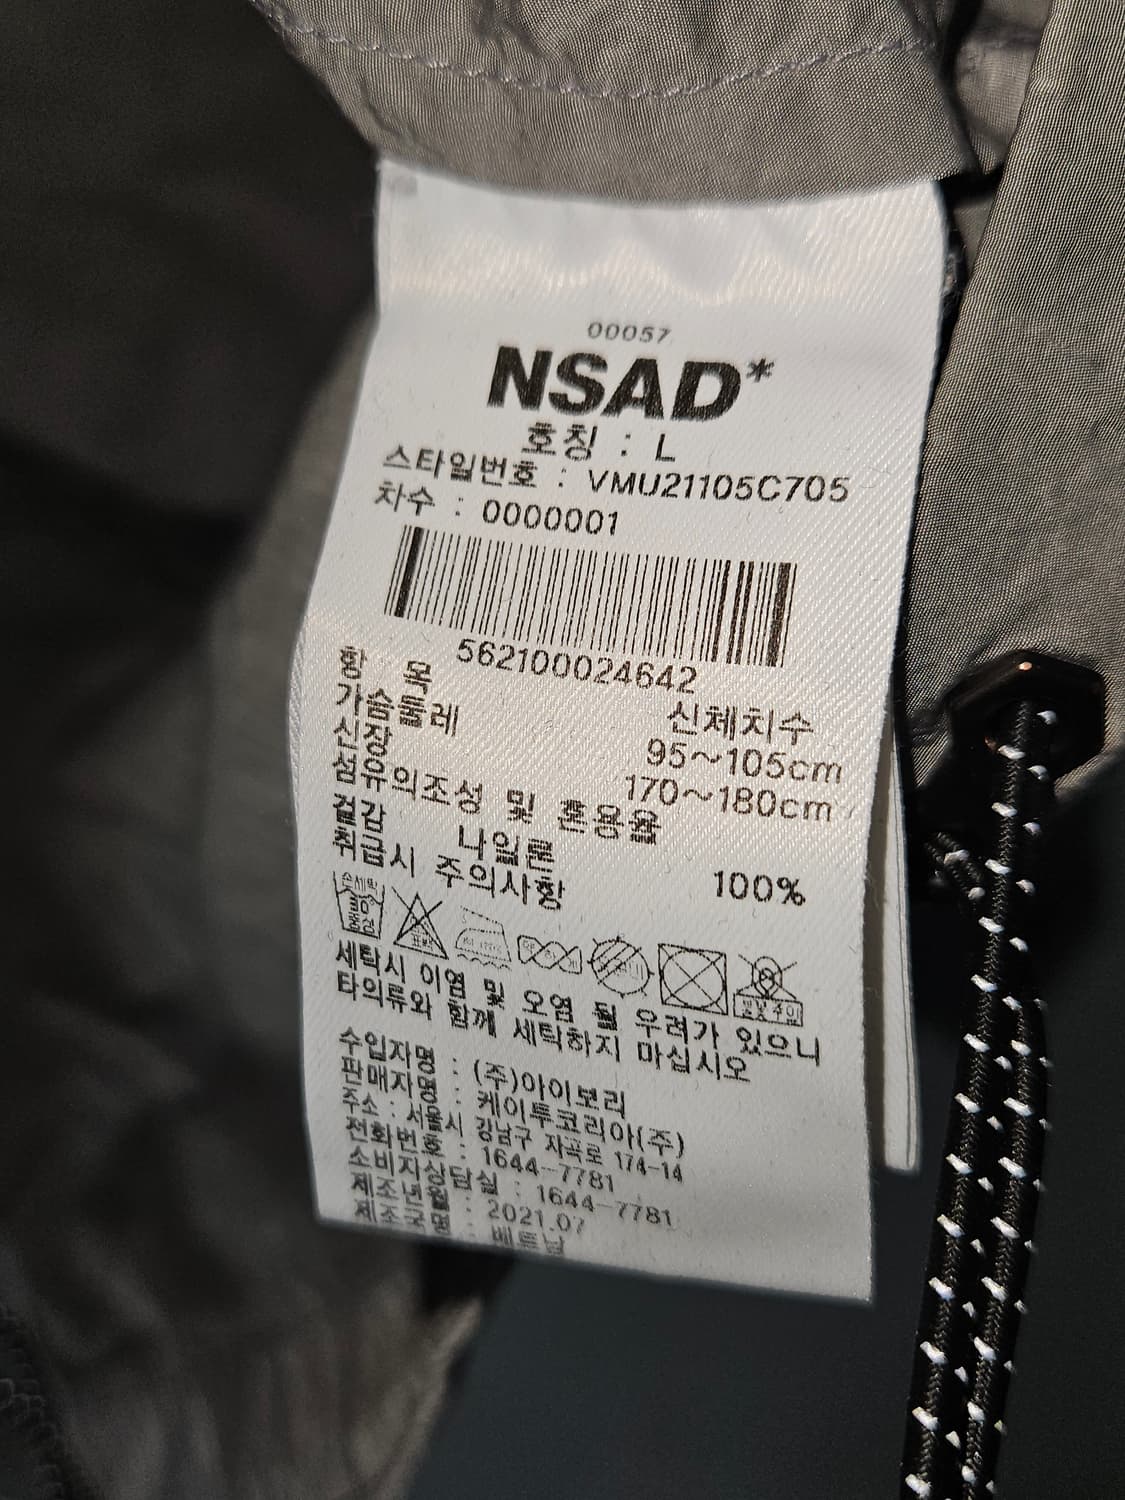 00057
NSAD*
호칭 : L
스타일번호 : VMU21105C705
차수 : 0000001
562100024642
항 목 신체치수
가슴둘레 95~105cm
신장 170~180cm
섬유의조성 및 혼용율
겉감 나일론 100%
취급시 주의사항
손세탁 30° 중성
세탁시 이염 및 오염 될 우려가 있으니
타의류와 함께 세탁하지 마십시오
수입자명 : (주)아이보리
판매자명 : 케이투코리아(주)
주소 : 서울시 강남구 자곡로 174-14
전화번호 : 1644-7781
소비자상담실 : 1644-7781
제조년월 : 2021.07
제조국명 : 베트남